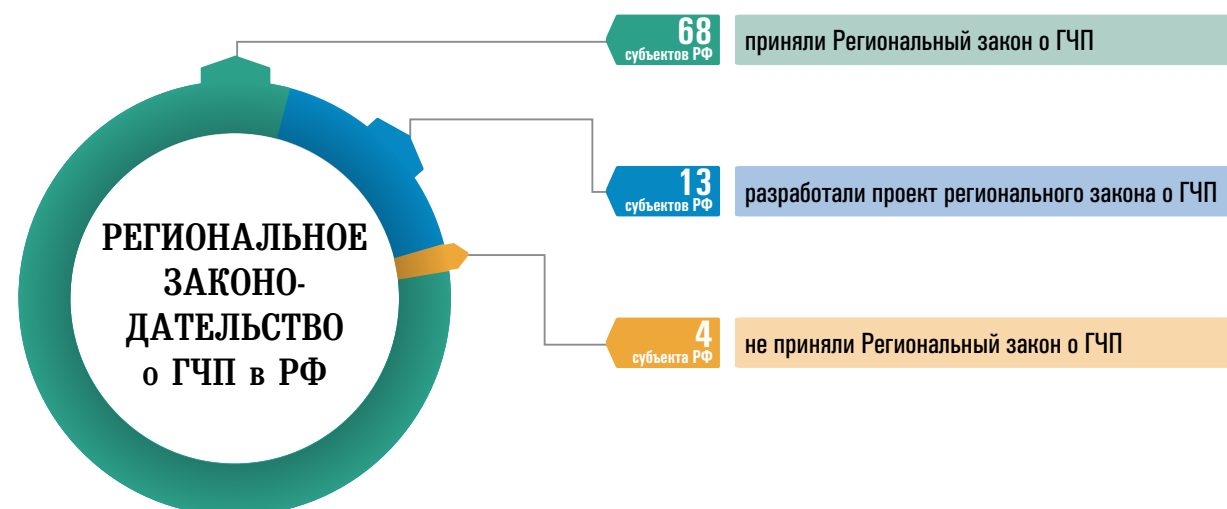 68
субъектов РФ
приняли Региональный закон о ГЧП
13
субъектов РФ
разработали проект регионального закона о ГЧП
РЕГИОНАЛЬНОЕ
ЗАКОНО-
ДАТЕЛЬСТВО
о ГЧП в РФ
4
субъекта РФ
не приняли Региональный закон о ГЧП